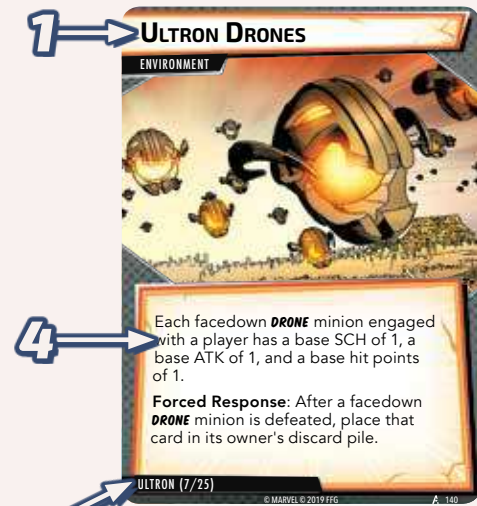 1
ULTRON DRONES
ENVIRONMENT
4
Each facedown DRONE minion engaged
with a player has a base SCH of 1, a
base ATK of 1, and a base hit points
of 1.
Forced Response: After a facedown
DRONE minion is defeated, place that
card in its owner's discard pile.
ULTRON (7/25)
© MARVEL © 2019 FFG
140